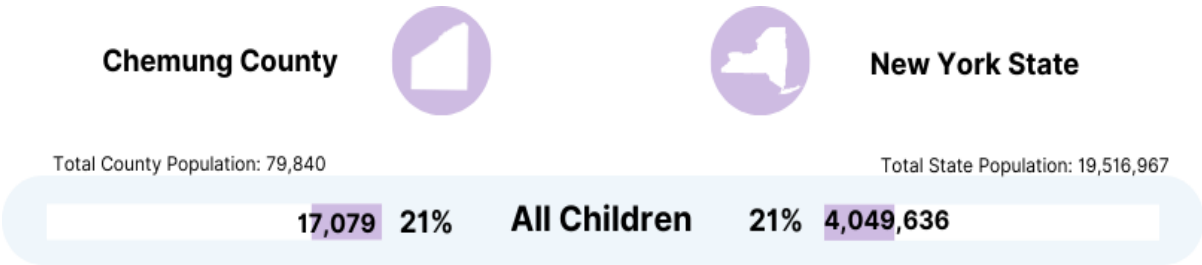 Chemung County
New York State
Total County Population: 79,840
Total State Population: 19,516,967
17,079 21% All Children 21% 4,049,636